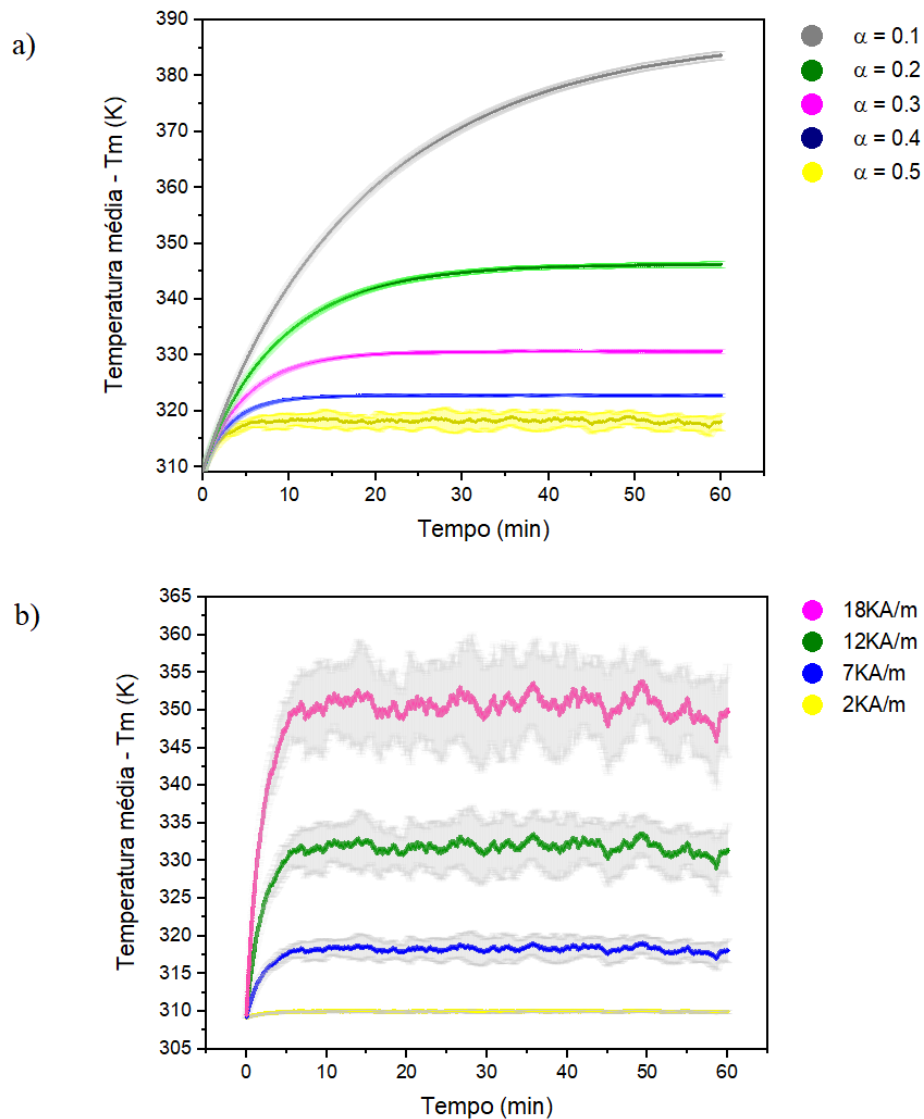 a)
Temperatura média - Tm (K)
390
380
370
360
350
340
330
320
310
0 10 20 30 40 50 60
Tempo (min)
α = 0.1
α = 0.2
α = 0.3
α = 0.4
α = 0.5
b)
Temperatura média - Tm (K)
365
360
355
350
345
340
335
330
325
320
315
310
305
0 10 20 30 40 50 60
Tempo (min)
18KA/m
12KA/m
7KA/m
2KA/m